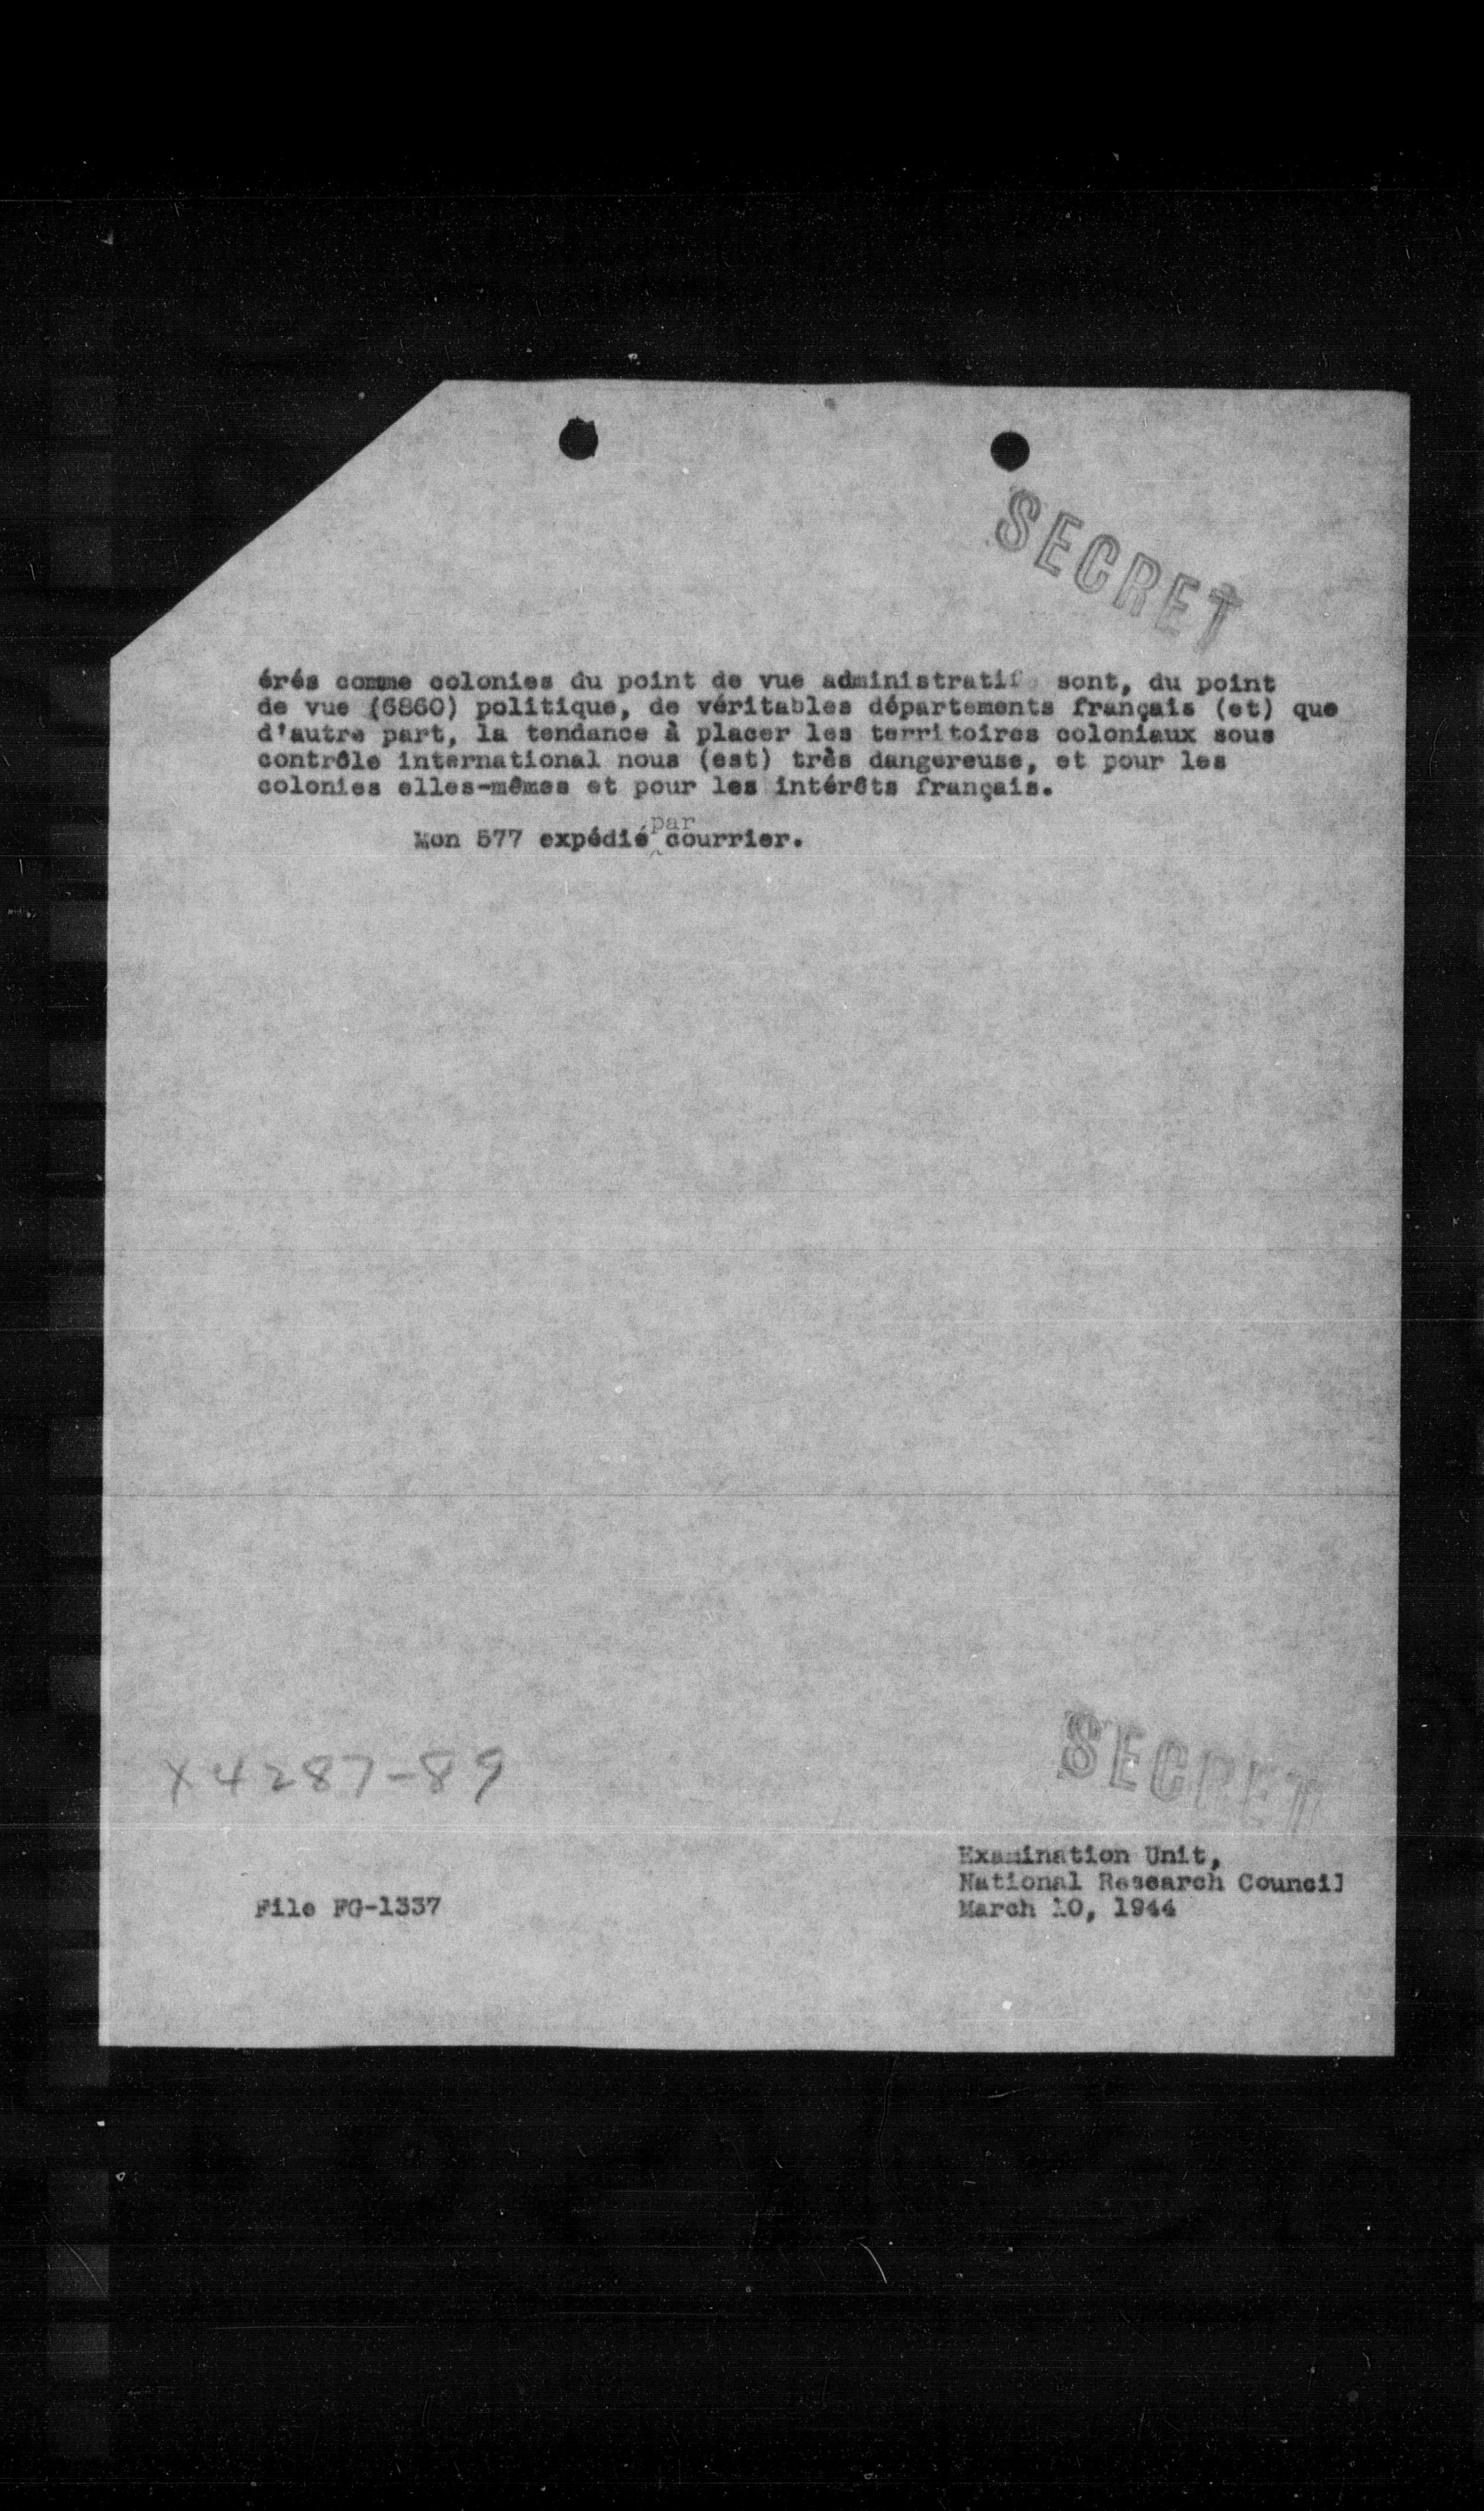 SECRET
érés comme colonies du point de vue administratif sont, du point
de vue (6860) politique, de véritables départements français (et) que
d'autre part, la tendance à placer les territoires coloniaux sous
contrôle international nous (est) très dangereuse, et pour les
colonies elles-mêmes et pour les intérêts français.
par
Mon 577 expédié courrier.
X4287-89
SECRET
Examination Unit,
National Research Council
File FG-1337
March 10, 1944